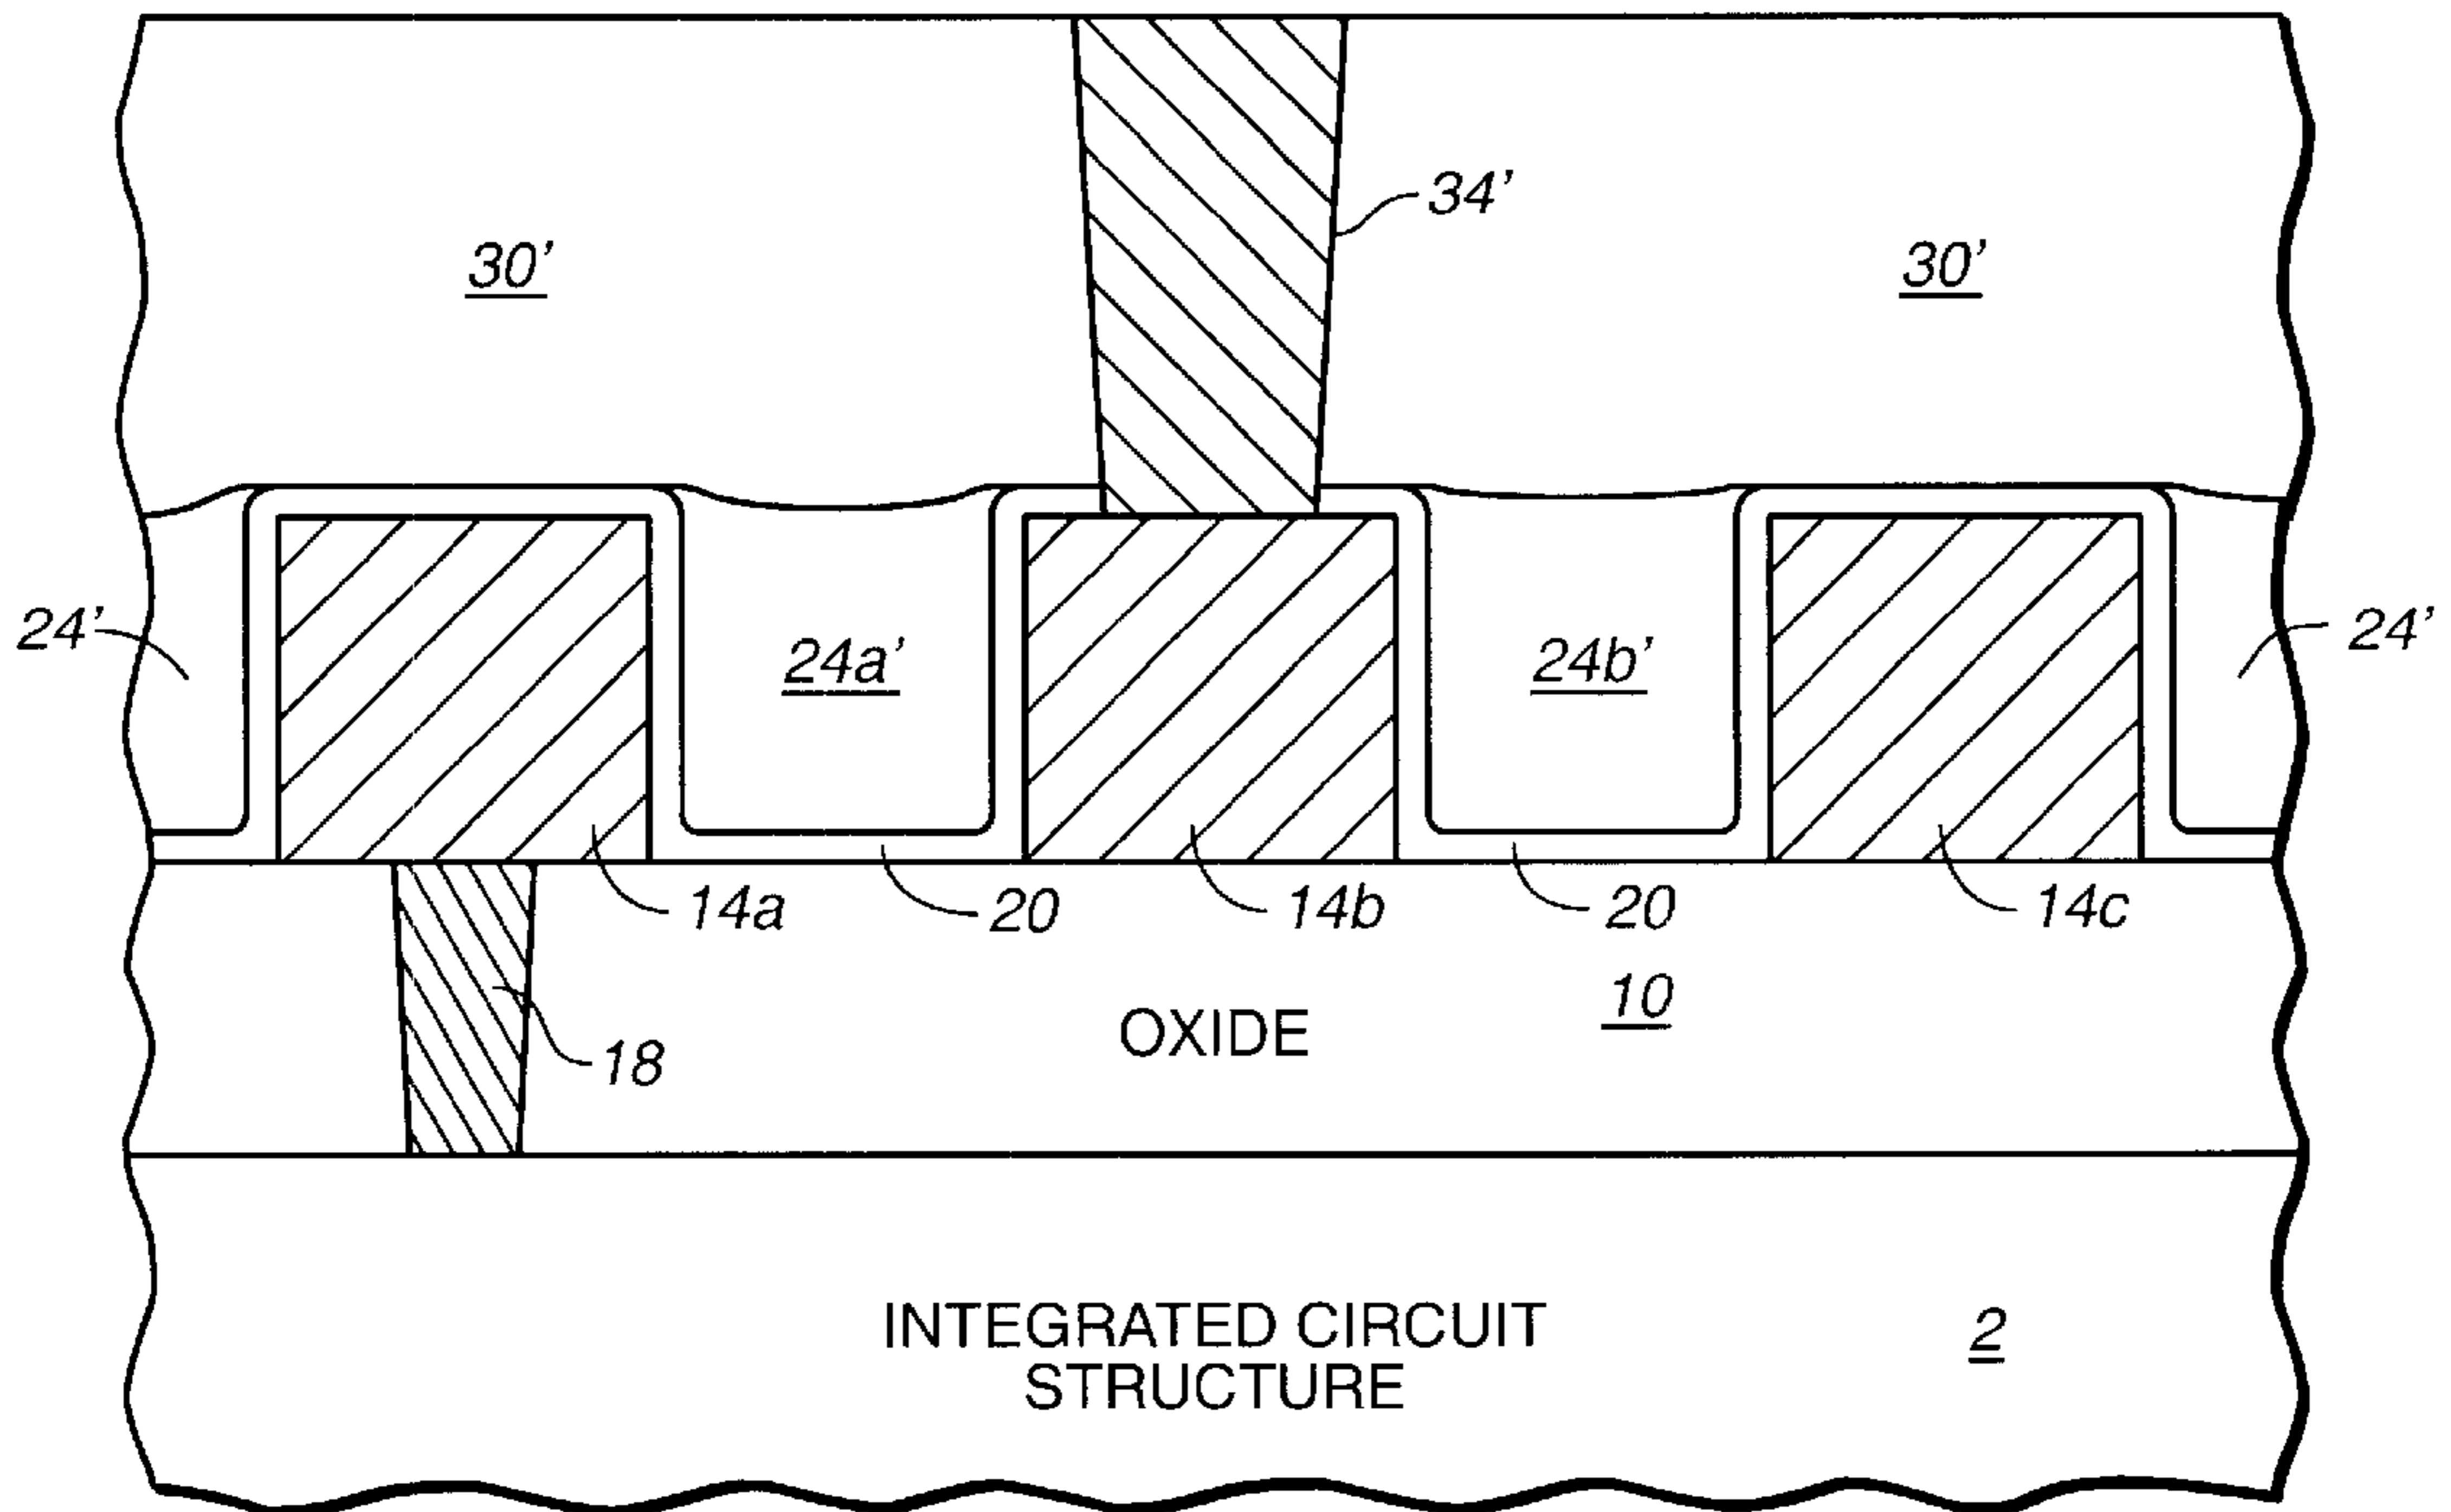 34'
30'
30'
24'
24a'
24b'
24'
14a
20
14b
20
14c
10
OXIDE
18
INTEGRATED CIRCUIT
2
STRUCTURE